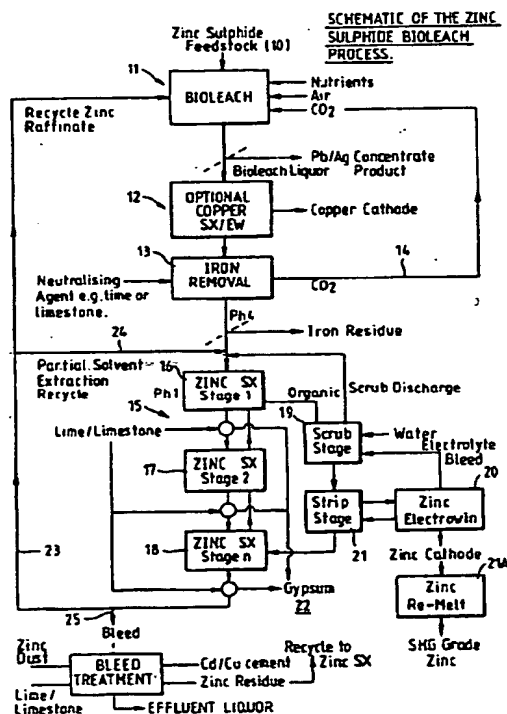 SCHEMATIC OF THE ZINC
SULPHIDE BIOLEACH
PROCESS.
Zinc Sulphide
Feedstock (10)
11
BIOLEACH
Nutrients
Air
CO2
Recycle Zinc
Raffinate
Pb/Ag Concentrate
Product
Bioleach Liquor
12
OPTIONAL
COPPER
SX/EW
Copper Cathode
13
IRON
REMOVAL
14
CO2
Neutralising
Agent e.g. lime or
limestone.
Ph4
24
Iron Residue
Partial Solvent
Extraction
Recycle
16
Ph1
ZINC SX
Stage 1
Organic
Scrub Discharge
15
19
Lime/Limestone
Scrub
Stage
Water
Electrolyte
Bleed
20
17
ZINC SX
Stage 2
Strip
Stage
Zinc
Electrowin
21
18
ZINC SX
Stage n
Zinc Cathode
21A
23
Gypsum
22
Zinc
Re-Melt
25
Bleed
SHG Grade
Zinc
Zinc
Dust
Recycle to
Zinc SX
BLEED
TREATMENT
Cd/Cu cement
Zinc Residue
Lime/
Limestone
EFFLUENT LIQUOR